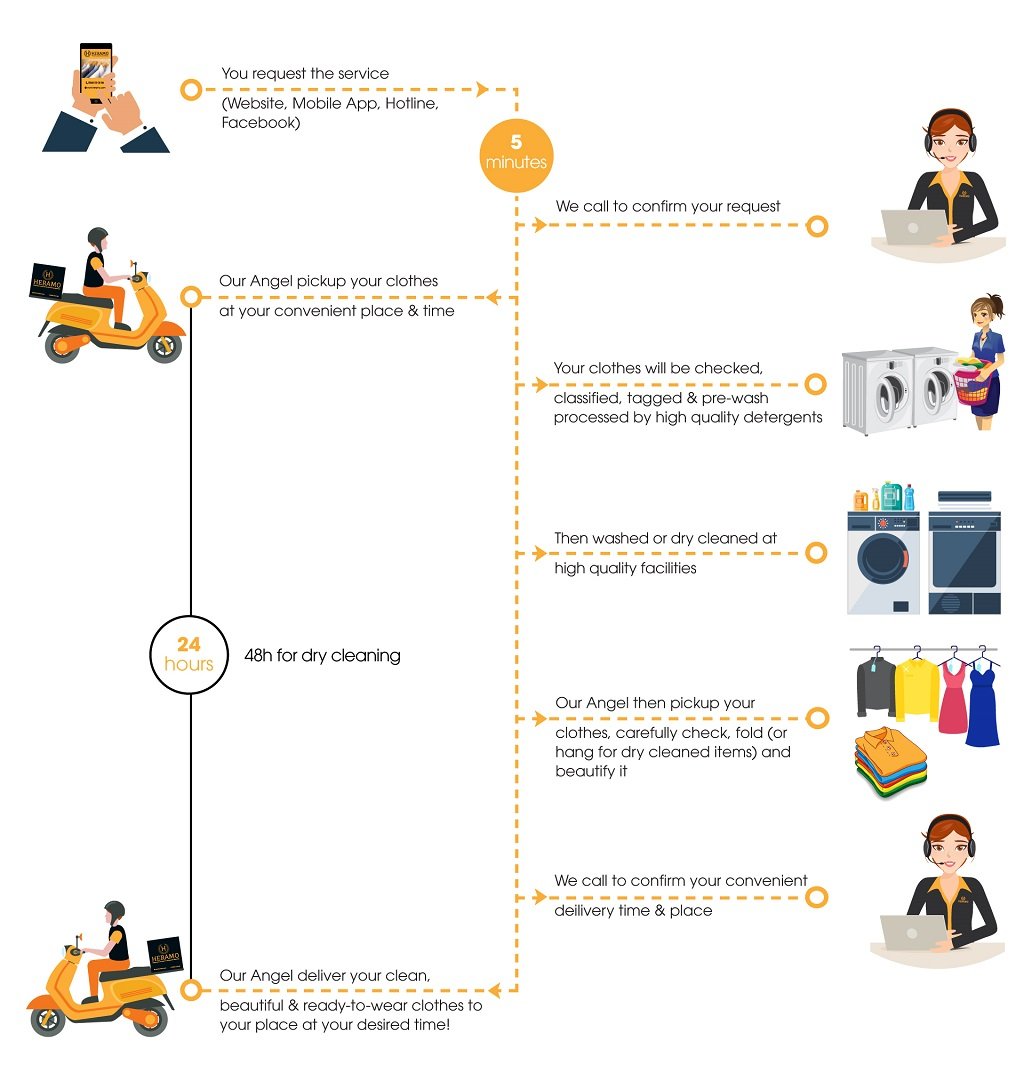 HERAMO
You request the service
(Website, Mobile App, Hotline,
Facebook)
5
minutes
We call to confirm your request
HERAMO
Our Angel pickup your clothes
at your convenient place & time
Your clothes will be checked,
classified, tagged & pre-wash
processed by high quality detergents
Then washed or dry cleaned at
high quality facilities
24
hours
48h for dry cleaning
Our Angel then pickup your
clothes, carefully check, fold (or
hang for dry cleaned items) and
beautify it
We call to confirm your convenient
deilivery time & place
HERAMO
Our Angel deliver your clean,
beautiful & ready-to-wear clothes to
your place at your desired time!